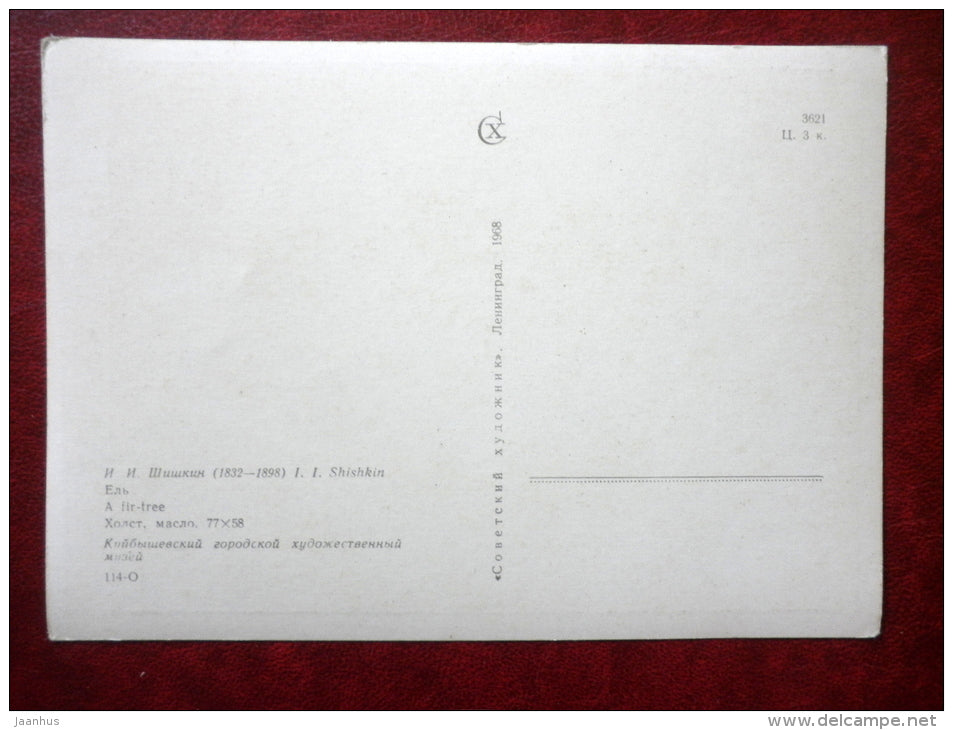 СХ
3621
Ц. 3 к.
«Советский художник». Ленинград. 1968
И. И. Шишкин (1832—1898) I. I. Shishkin
Ель
A fir-tree
Холст, масло. 77×58
Куйбышевский городской художественный
музей
114-О
jaanhus
www.delcampe.net